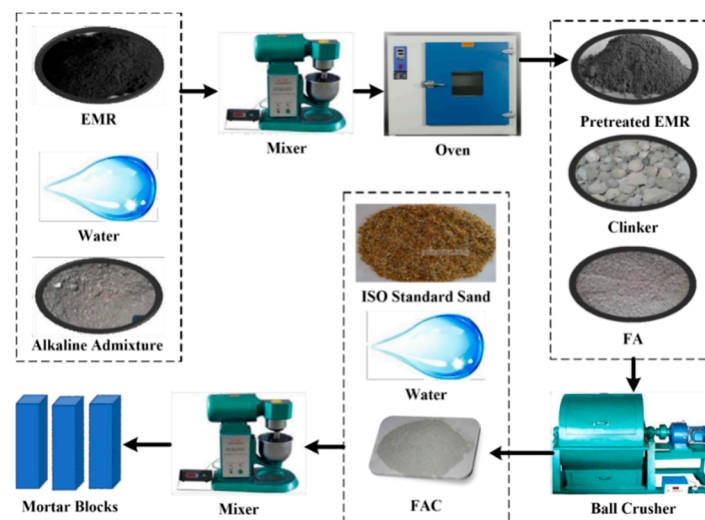 EMR
Mixer
Oven
Pretreated EMR
Water
Clinker
Alkaline Admixture
ISO Standard Sand
FA
Water
Mortar Blocks
Mixer
FAC
Ball Crusher